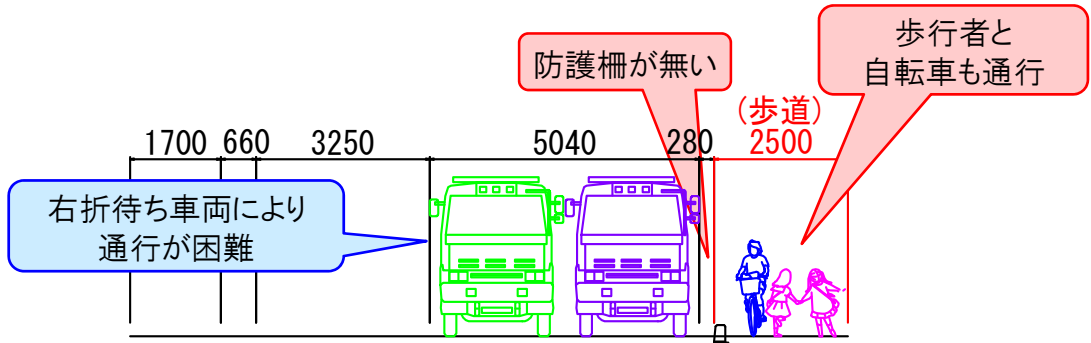 歩行者と
自転車も通行
防護柵が無い
(歩道)
1700 660 3250 5040 280 2500
右折待ち車両により
通行が困難